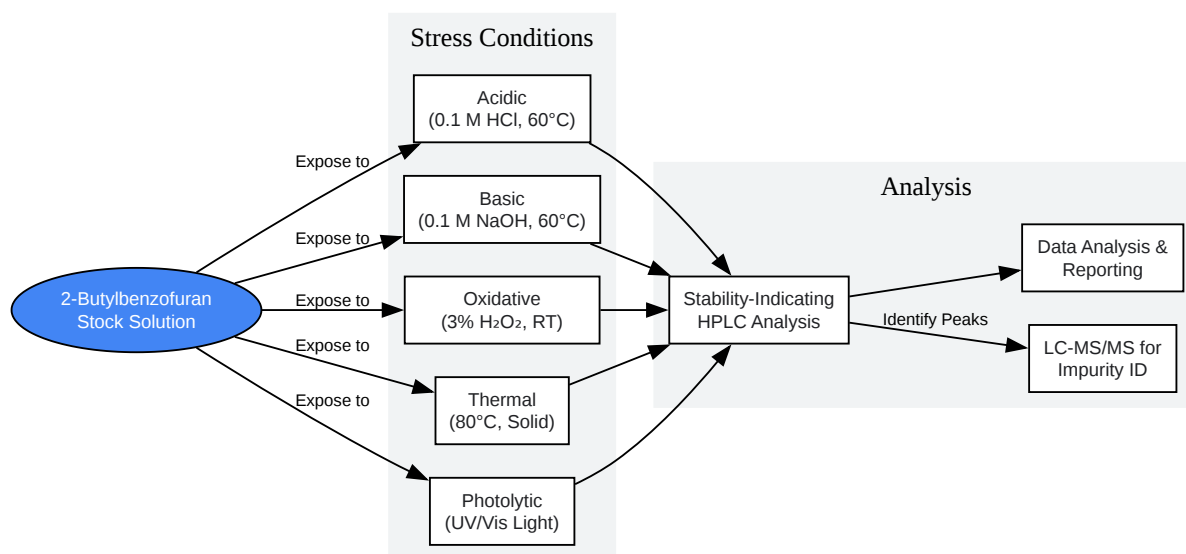 Stress Conditions
Acidic
(0.1 M HCl, 60°C)
Expose to
Basic
(0.1 M NaOH, 60°C)
Expose to
2-Butylbenzofuran
Stock Solution
Expose to
Oxidative
(3% H₂O₂, RT)
Expose to
Thermal
(80°C, Solid)
Expose to
Photolytic
(UV/Vis Light)
Analysis
Stability-Indicating
HPLC Analysis
Data Analysis &
Reporting
Identify Peaks
LC-MS/MS for
Impurity ID